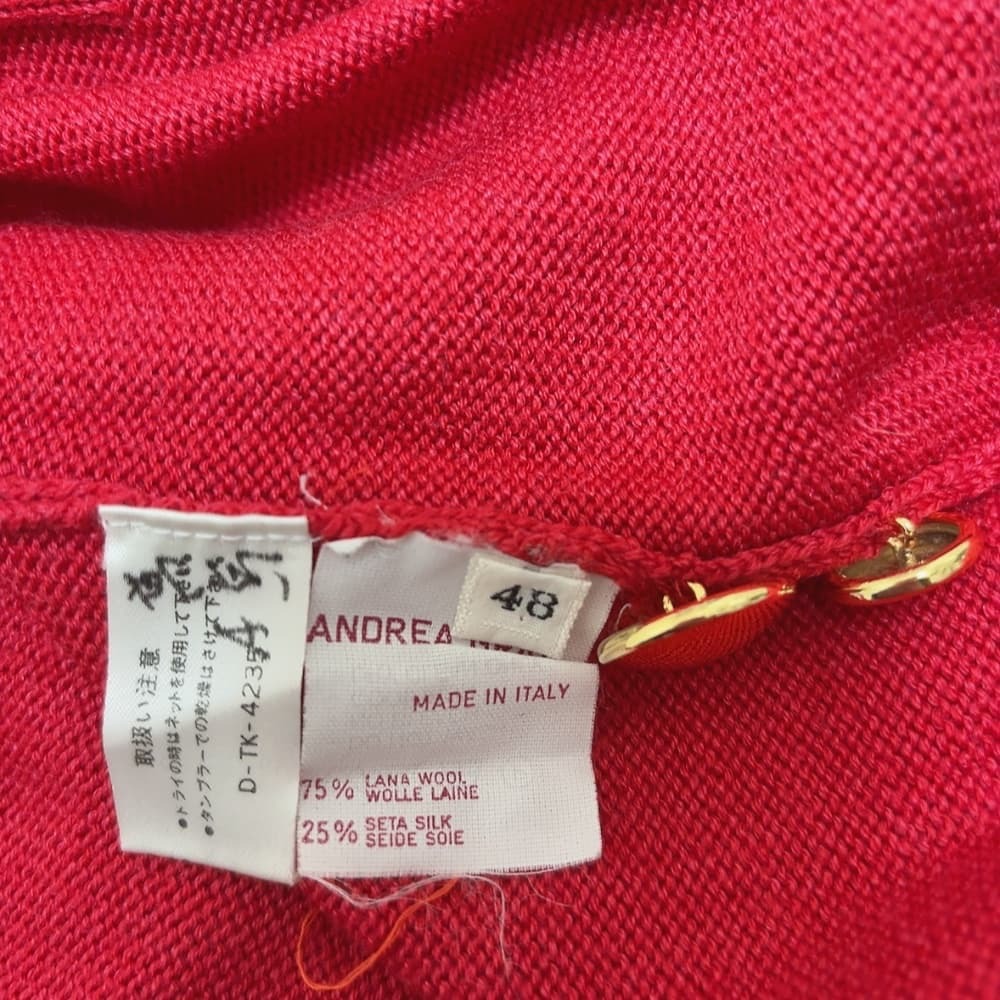 取扱い注意
●ドライの時はネットを使用して下さい
●タンブラーでの乾燥はさけて下さ
D-TK-423
48
ANDREA
MADE IN ITALY
75% LANA WOOL
WOLLE LAINE
25% SETA SILK
SEIDE SOIE